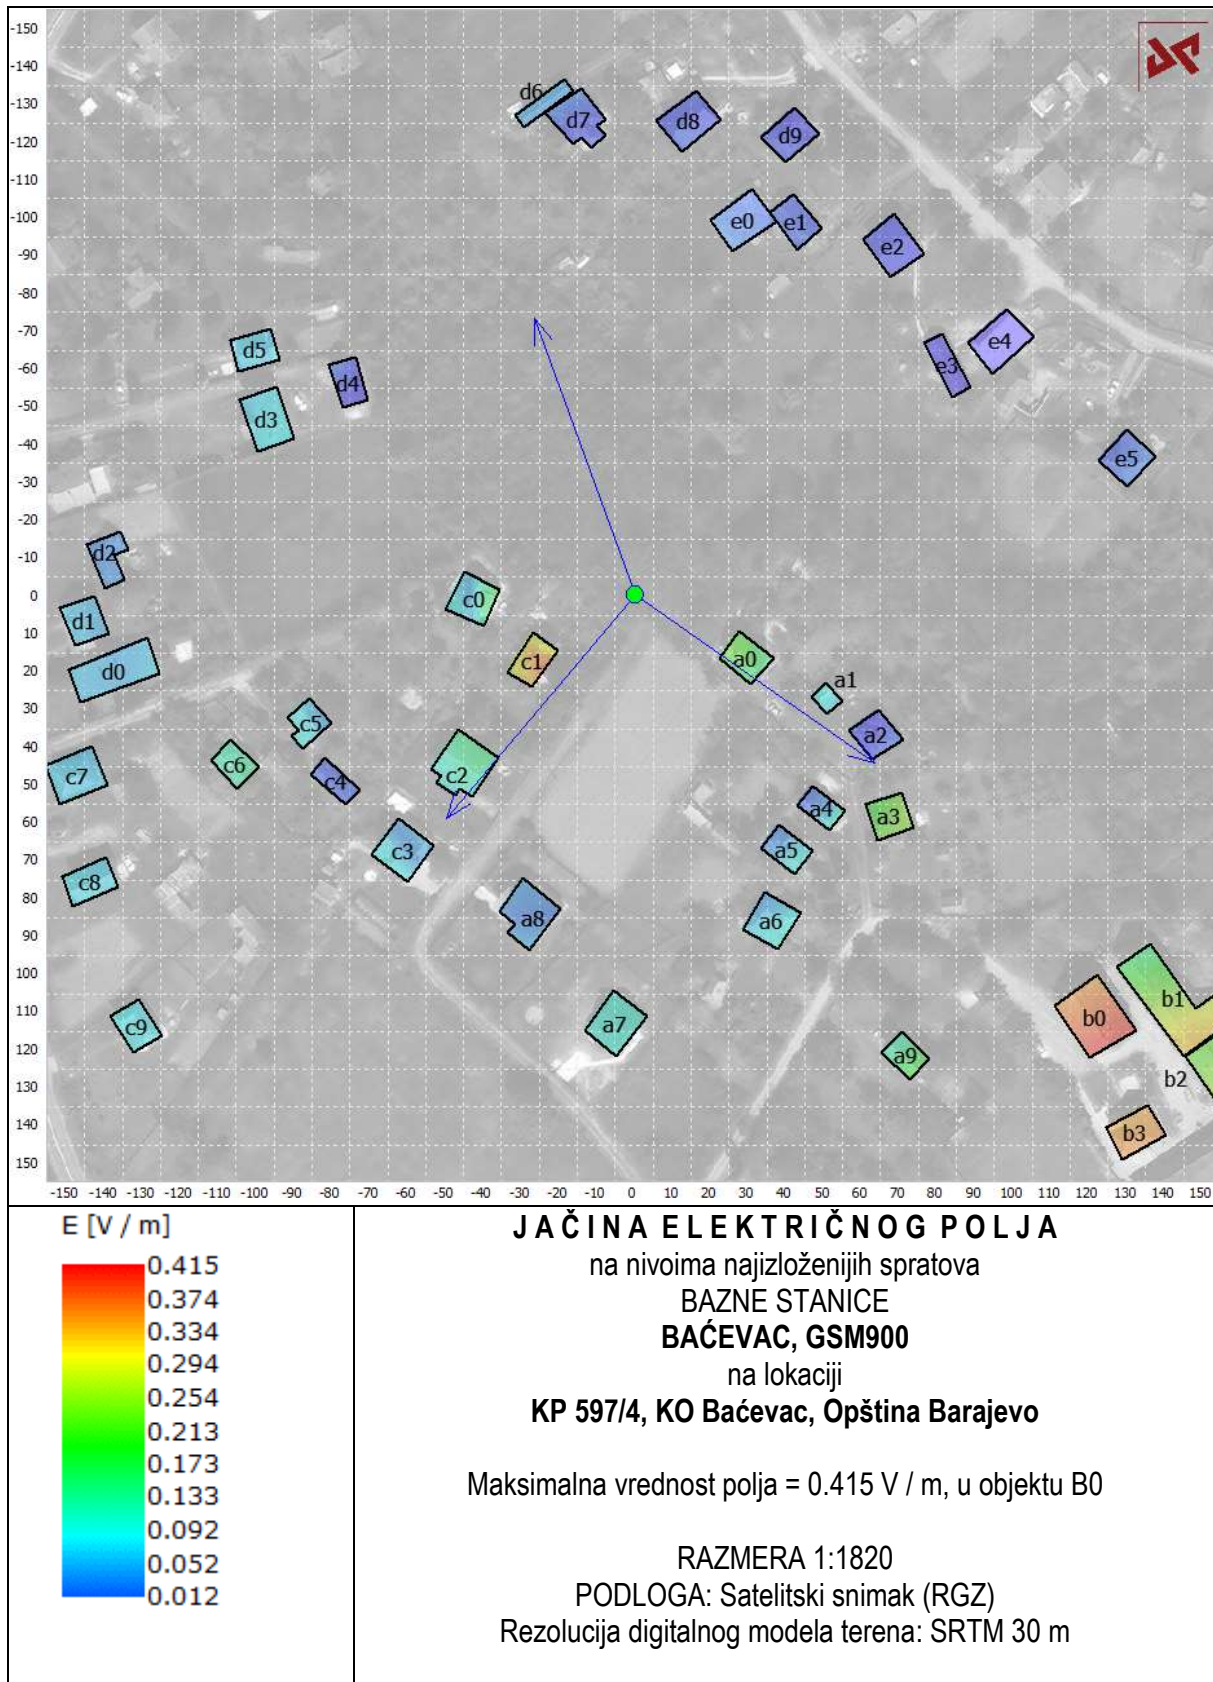 -150
-140
-130
-120
-110
-100
-90
-80
-70
-60
-50
-40
-30
-20
-10
0
10
20
30
40
50
60
70
80
90
100
110
120
130
140
150
d6
d7
d8
d9
e0
e1
e2
e3
e4
e5
d5
d4
d3
d2
d1
d0
c0
c1
a0
a1
a2
c5
c6
c4
c7
c2
a3
a4
a5
c3
c8
a6
a8
a7
c9
a9
b0
b1
b2
b3
-150 -140 -130 -120 -110 -100 -90 -80 -70 -60 -50 -40 -30 -20 -10 0 10 20 30 40 50 60 70 80 90 100 110 120 130 140 150
E [V / m]
0.415
0.374
0.334
0.294
0.254
0.213
0.173
0.133
0.092
0.052
0.012
JAČINA ELEKTRIČNOG POLJA
na nivoima najizloženijih spratova
BAZNE STANICE
BAĆEVAC, GSM900
na lokaciji
KP 597/4, KO Baćevac, Opština Barajevo
Maksimalna vrednost polja = 0.415 V / m, u objektu B0
RAZMERA 1:1820
PODLOGA: Satelitski snimak (RGZ)
Rezolucija digitalnog modela terena: SRTM 30 m